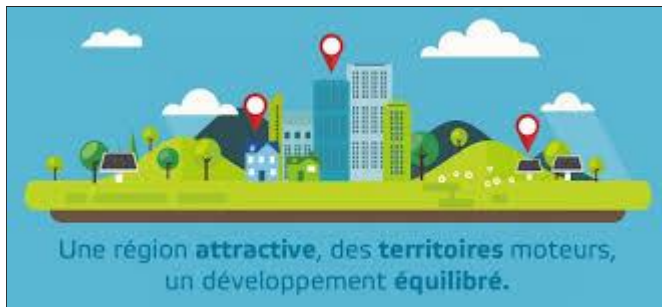 Une région attractive, des territoires moteurs,
un développement équilibré.